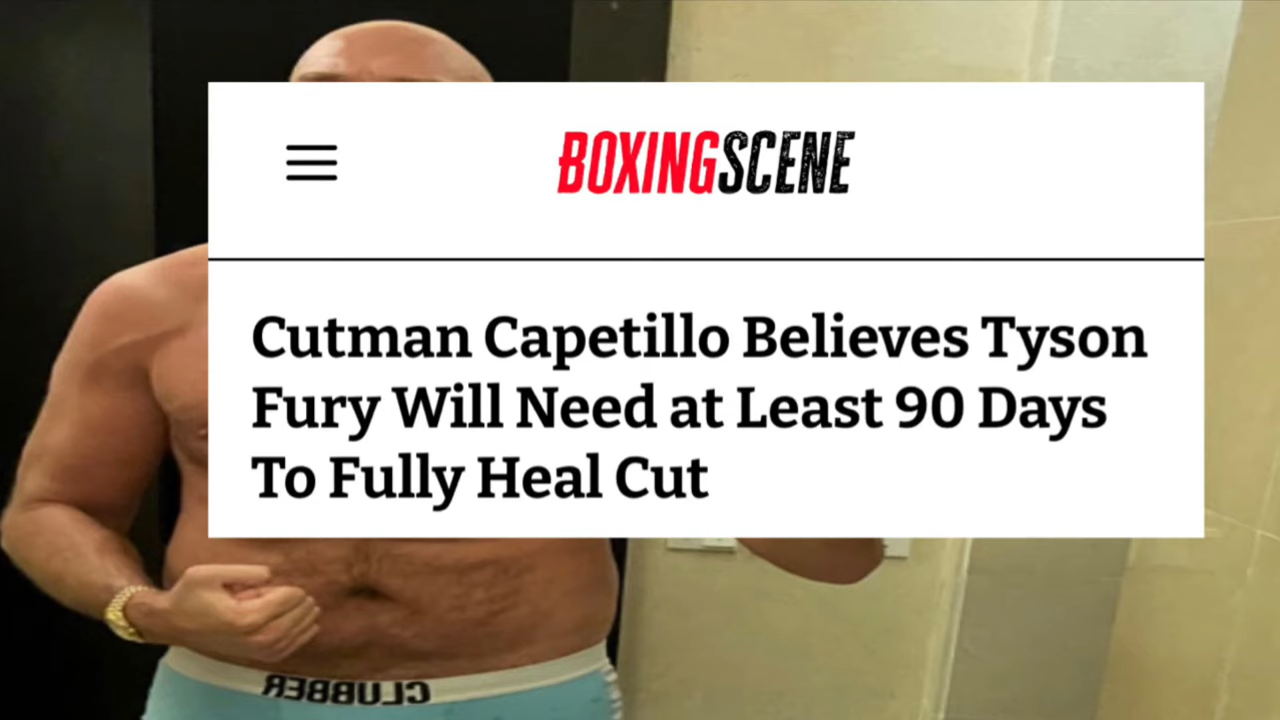 BOXINGSCENE
Cutman Capetillo Believes Tyson
Fury Will Need at Least 90 Days
To Fully Heal Cut
CLUBBER